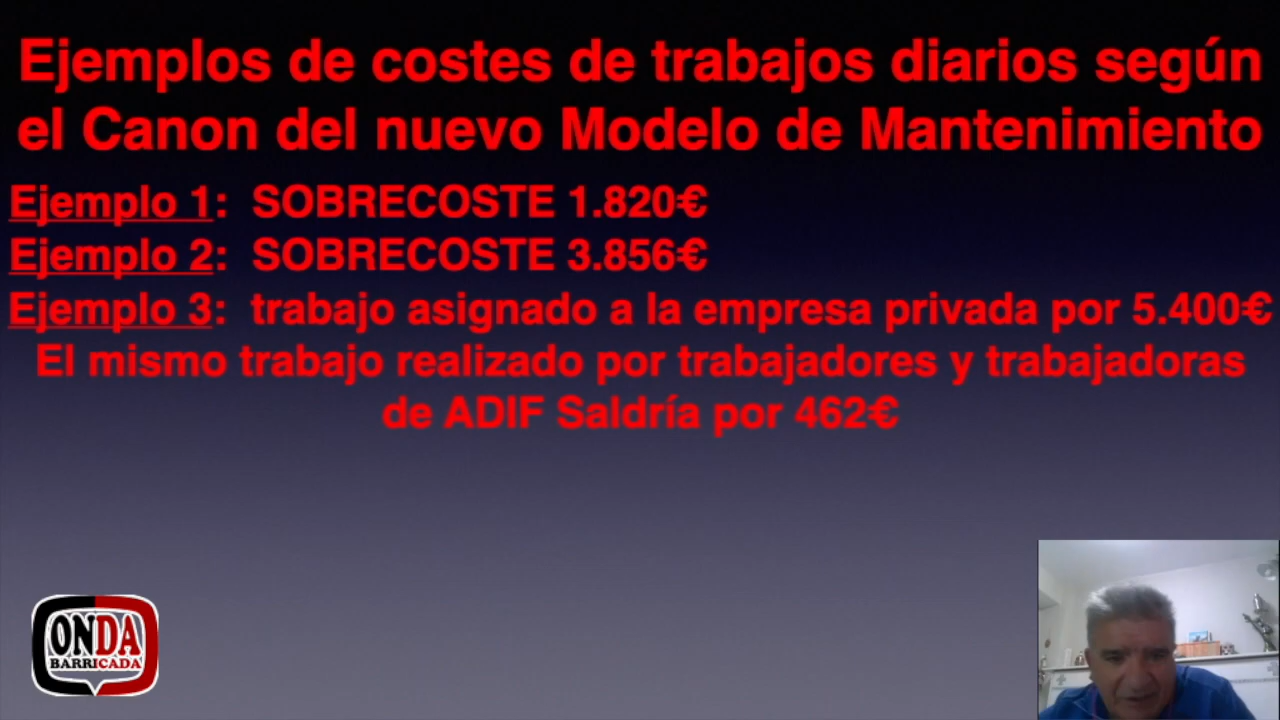 Ejemplos de costes de trabajos diarios según
el Canon del nuevo Modelo de Mantenimiento
Ejemplo 1:  SOBRECOSTE 1.820€
Ejemplo 2:  SOBRECOSTE 3.856€
Ejemplo 3:  trabajo asignado a la empresa privada por 5.400€
El mismo trabajo realizado por trabajadores y trabajadoras
de ADIF Saldría por 462€
ONDA
BARRICADA